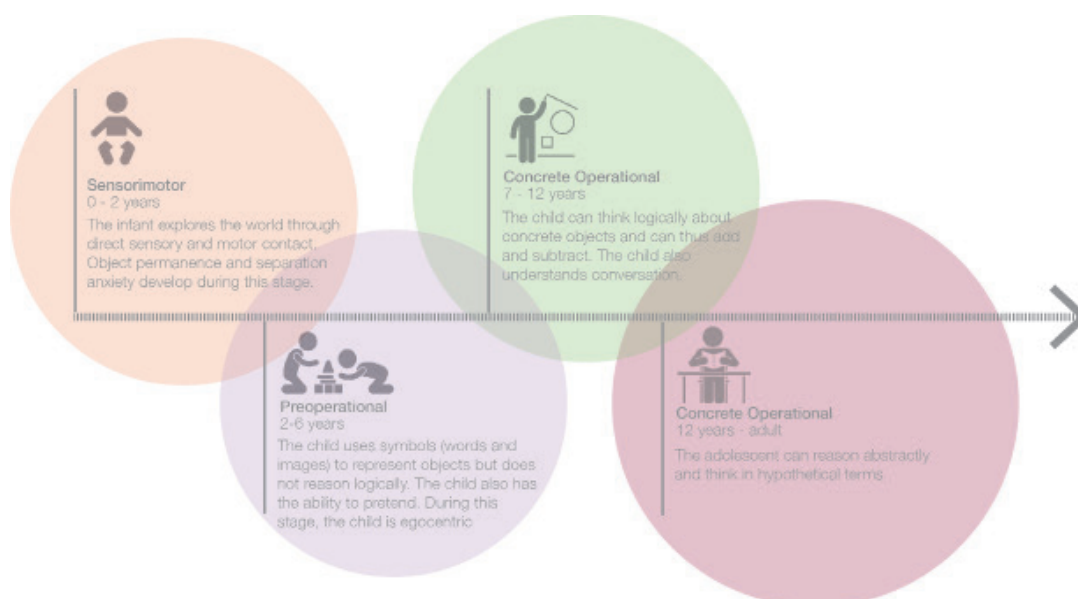 Sensorimotor
0 - 2 years
The infant explores the world through
direct sensory and motor contact.
Object permanence and separation
anxiety develop during this stage.
Preoperational
2-6 years
The child uses symbols (words and
images) to represent objects but does
not reason logically. The child also has
the ability to pretend. During this
stage, the child is egocentric
Concrete Operational
7 - 12 years
The child can think logically about
concrete objects and can thus add
and subtract. The child also
understands conversation.
Concrete Operational
12 years - adult
The adolescent can reason abstractly
and think in hypothetical terms